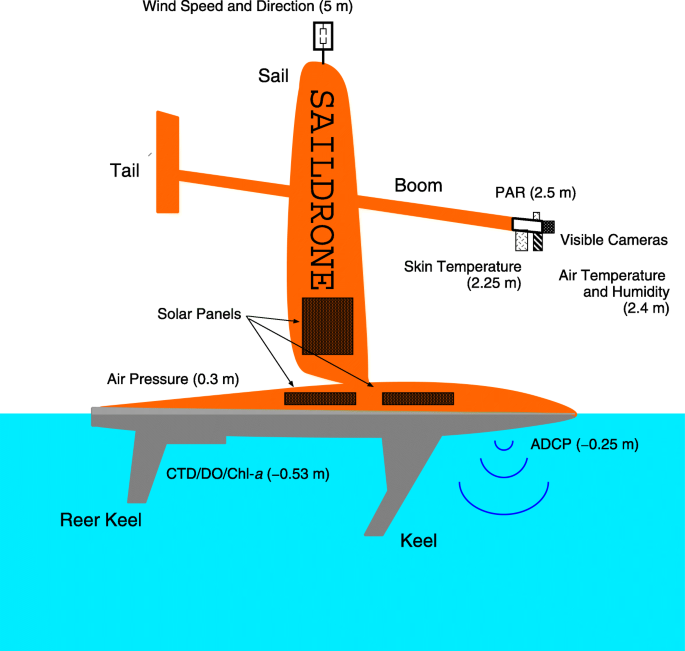 Wind Speed and Direction (5 m)
Sail
SAILDRONE
Tail
Boom
PAR (2.5 m)
Visible Cameras
Skin Temperature
(2.25 m)
Air Temperature
and Humidity
(2.4 m)
Solar Panels
Air Pressure (0.3 m)
ADCP (−0.25 m)
CTD/DO/Chl-a (−0.53 m)
Reer Keel
Keel